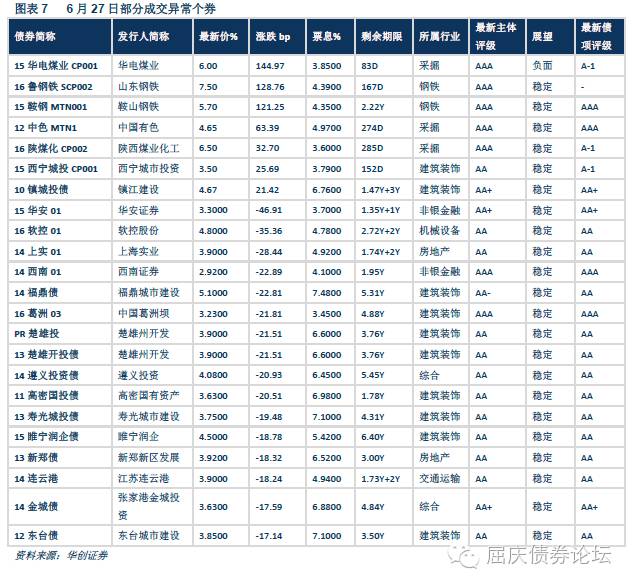 图表 7 6 月 27 日部分成交异常个券
债券简称 发行人简称 最新价% 涨跌 bp 票息% 剩余期限 所属行业 最新主体评级 展望 最新债项评级
15 华电煤业 CP001 华电煤业 6.00 144.97 3.8500 83D 采掘 AAA 负面 A-1
16 鲁钢铁 SCP002 山东钢铁 7.50 128.76 4.3900 167D 钢铁 AAA 稳定 -
15 鞍钢 MTN001 鞍山钢铁 5.70 121.25 4.3500 2.22Y 钢铁 AAA 稳定 AAA
12 中色 MTN1 中国有色 4.65 63.39 4.9700 274D 采掘 AAA 稳定 AAA
16 陕煤化 CP002 陕西煤业化工 6.50 32.70 3.6000 285D 采掘 AAA 稳定 A-1
15 西宁城投 CP001 西宁城市投资 3.50 25.69 3.7900 152D 建筑装饰 AA 稳定 A-1
10 镇城投债 镇江建设 4.67 21.42 6.7600 1.47Y+3Y 建筑装饰 AA+ 稳定 AA+
15 华安 01 华安证券 3.3000 -46.91 3.7000 1.35Y+1Y 非银金融 AA+ 稳定 AA+
16 软控 01 软控股份 4.8000 -35.36 4.7800 2.72Y+2Y 机械设备 AA 稳定 AA
14 上实 01 上海实业 3.9000 -28.44 4.9200 1.74Y+2Y 房地产 AA 稳定 AA
14 西南 01 西南证券 2.9200 -22.89 4.1000 1.95Y 非银金融 AAA 稳定 AAA
14 福鼎债 福鼎城市建设 5.1000 -22.81 7.4800 5.31Y 建筑装饰 AA- 稳定 AA
16 葛洲 03 中国葛洲坝 3.2300 -21.81 3.4500 4.88Y 建筑装饰 AAA 稳定 AAA
PR 楚雄投 楚雄州开发 3.9000 -21.51 6.6000 3.76Y 建筑装饰 AA 稳定 AA
13 楚雄开投债 楚雄州开发 3.9000 -21.51 6.6000 3.76Y 建筑装饰 AA 稳定 AA
14 遵义投资债 遵义投资 4.0800 -20.93 6.4500 5.45Y 综合 AA 稳定 AA
11 高密国投债 高密国有资产 3.6300 -20.51 6.9800 1.78Y 建筑装饰 AA 稳定 AA
13 寿光城投债 寿光城市建设 3.7500 -19.48 7.1000 4.31Y 建筑装饰 AA 稳定 AA
15 睢宁润企债 睢宁润企 4.5000 -18.78 5.4200 6.40Y 建筑装饰 AA 稳定 AA
13 新郑债 新郑新区发展 3.9200 -18.32 6.5200 3.00Y 房地产 AA 稳定 AA
14 连云港 江苏连云港 3.9000 -18.24 4.9400 1.73Y+2Y 交通运输 AA 稳定 AA
14 金城债 张家港金城投资 3.6300 -17.59 6.8800 4.84Y 综合 AA+ 稳定 AA+
12 东台债 东台城市建设 3.8500 -17.14 7.1000 3.50Y 建筑装饰 AA 稳定 AA
资料来源：华创证券
屈庆债券论坛